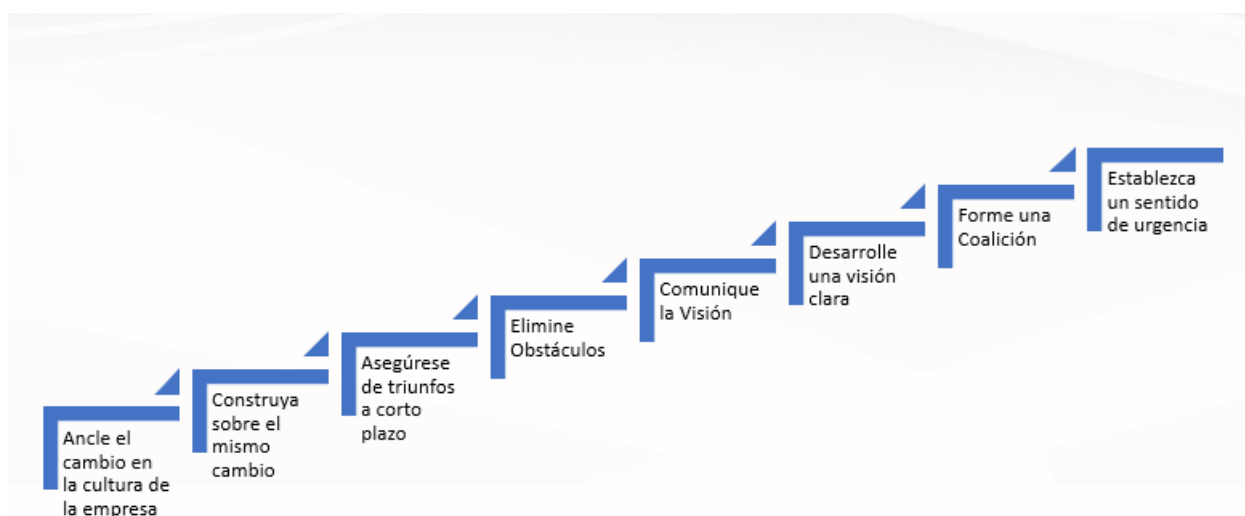 Ancle el
cambio en
la cultura de
la empresa
Construya
sobre el
mismo
cambio
Asegúrese
de triunfos
a corto
plazo
Elimine
Obstáculos
Comunique
la Visión
Desarrolle
una visión
clara
Forme una
Coalición
Establezca
un sentido
de urgencia